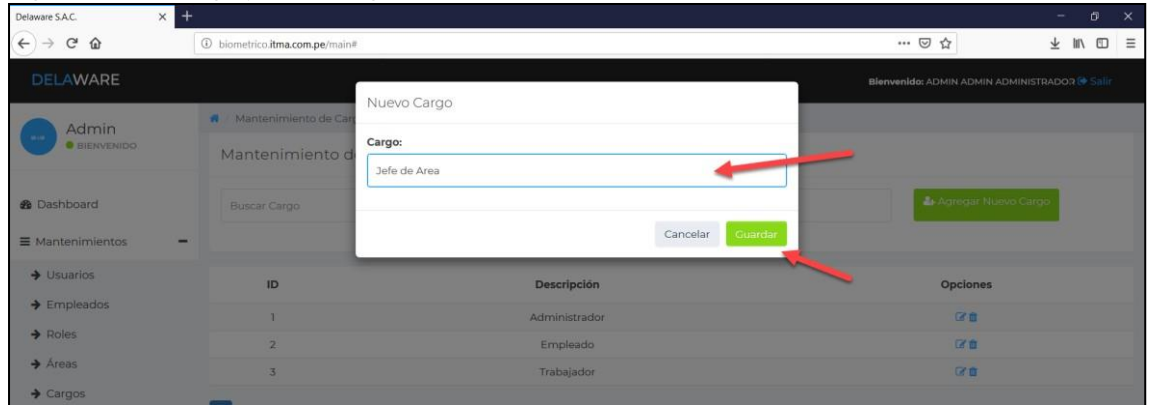 Delaware S.A.C.
biometrico.itma.com.pe/main#
DELAWARE
Bienvenido: ADMIN ADMIN ADMINISTRADOR Salir
Admin
BIENVENIDO
Mantenimiento de Car
Mantenimiento d
Nuevo Cargo
Cargo:
Jefe de Area
Cancelar Guardar
Buscar Cargo
Agregar Nuevo Cargo
Dashboard
Mantenimientos
Usuarios
Empleados
Roles
Áreas
Cargos
ID Descripción Opciones
1 Administrador
2 Empleado
3 Trabajador